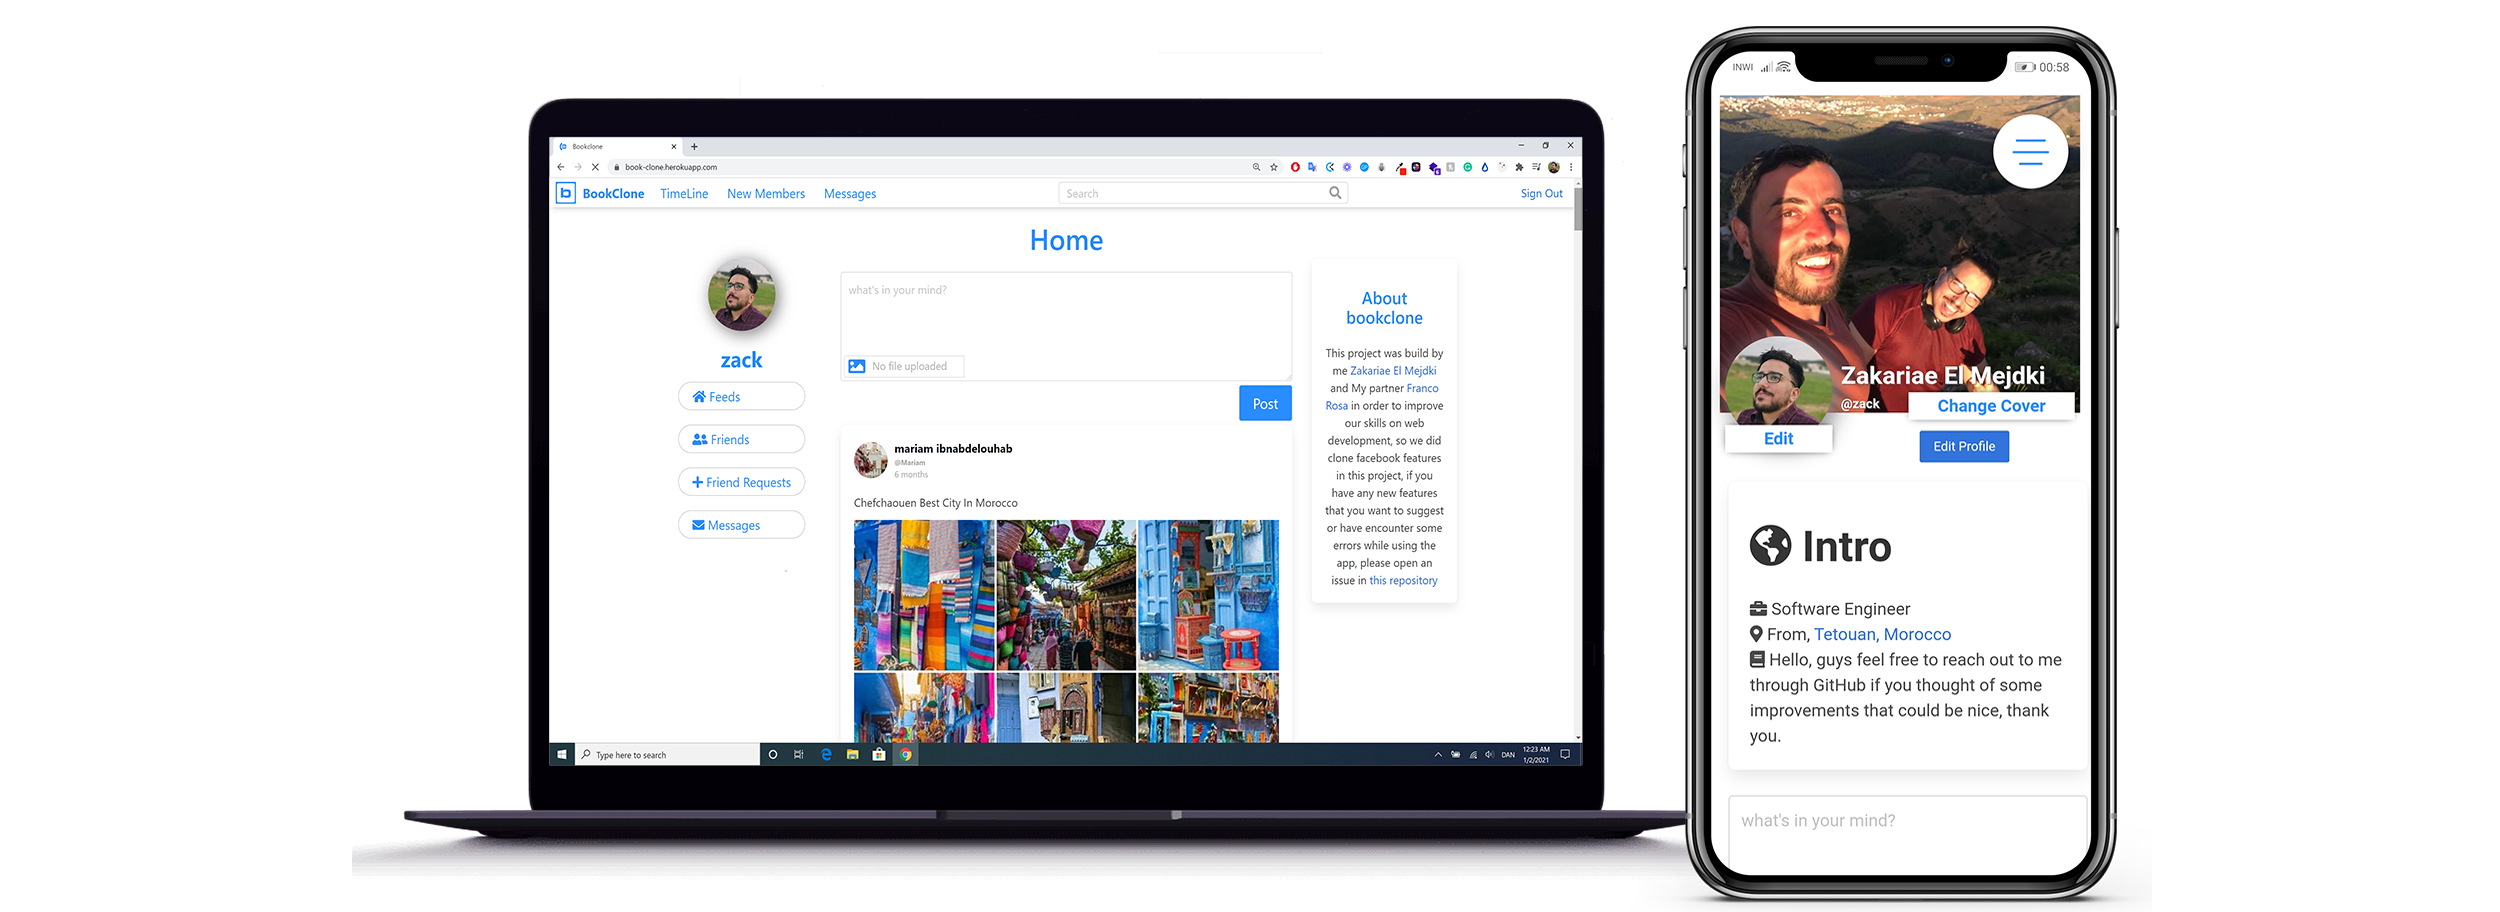 Bookclone
book-clone.herokuapp.com
BookClone TimeLine New Members Messages Search Sign Out
Home
zack
Feeds
Friends
Friend Requests
Messages
what's in your mind?
No file uploaded
Post
mariam ibnabdelouhab
@Mariam
6 months
Chefchaouen Best City In Morocco
About
bookclone
This project was build by
me Zakariae El Mejdki
and My partner Franco
Rosa in order to improve
our skills on web
development, so we did
clone facebook features
in this project, if you
have any new features
that you want to suggest
or have encounter some
errors while using the
app, please open an
issue in this repository
Type here to search
DAN
12:23 AM
1/2/2021
INWI 00:58
Zakariae El Mejdki
@zack
Change Cover
Edit
Edit Profile
Intro
Software Engineer
From, Tetouan, Morocco
Hello, guys feel free to reach out to me
through GitHub if you thought of some
improvements that could be nice, thank
you.
what's in your mind?